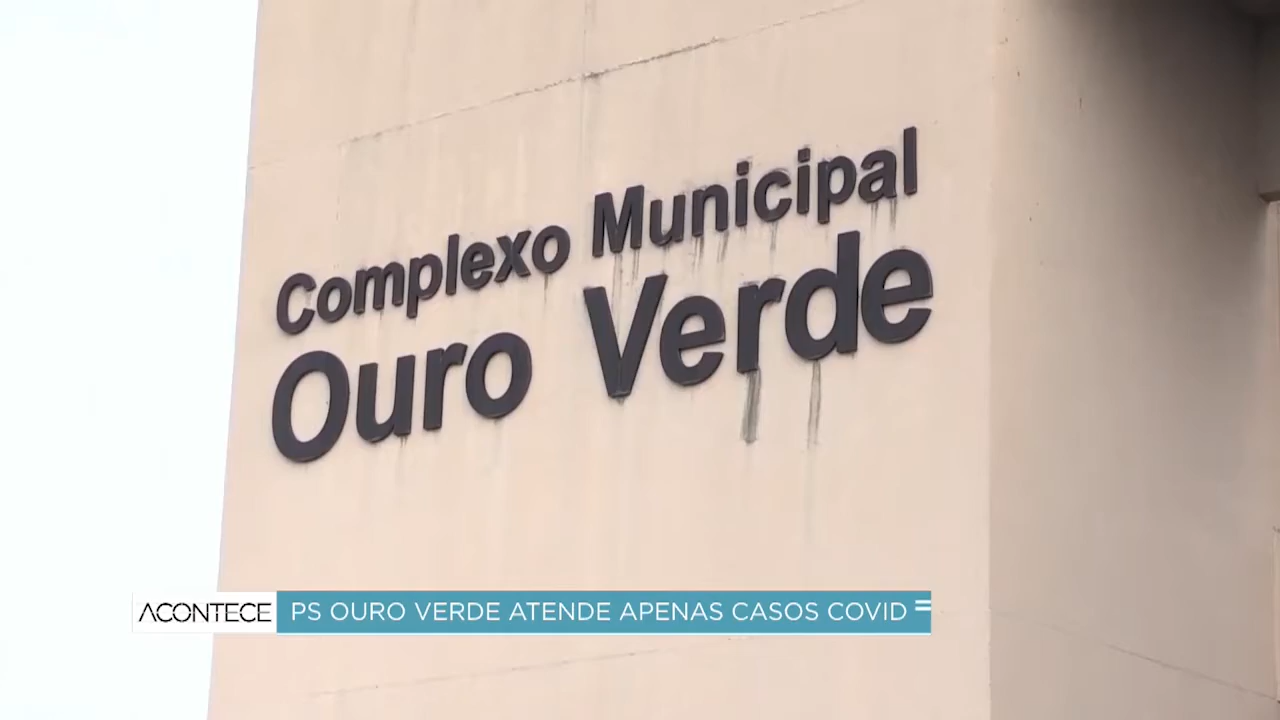 Complexo Municipal
Ouro Verde
ACONTECE PS OURO VERDE ATENDE APENAS CASOS COVID